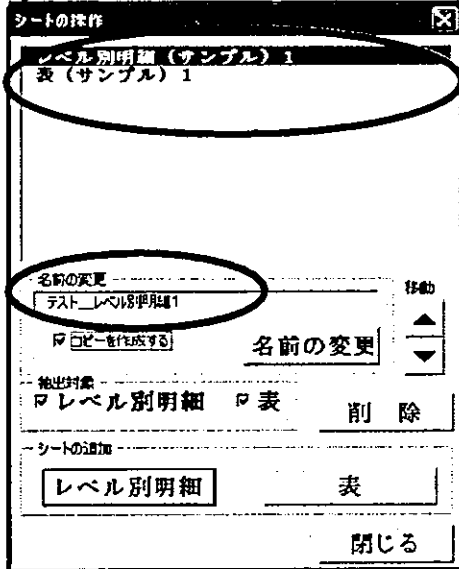 シートの操作
レベル別明細（サンプル）1
表（サンプル）1
名前の変更
テスト__レベル別明細1
コピーを作成する
名前の変更
移動
抽出対象
レベル別明細
表
削 除
シートの追加
レベル別明細
表
閉じる